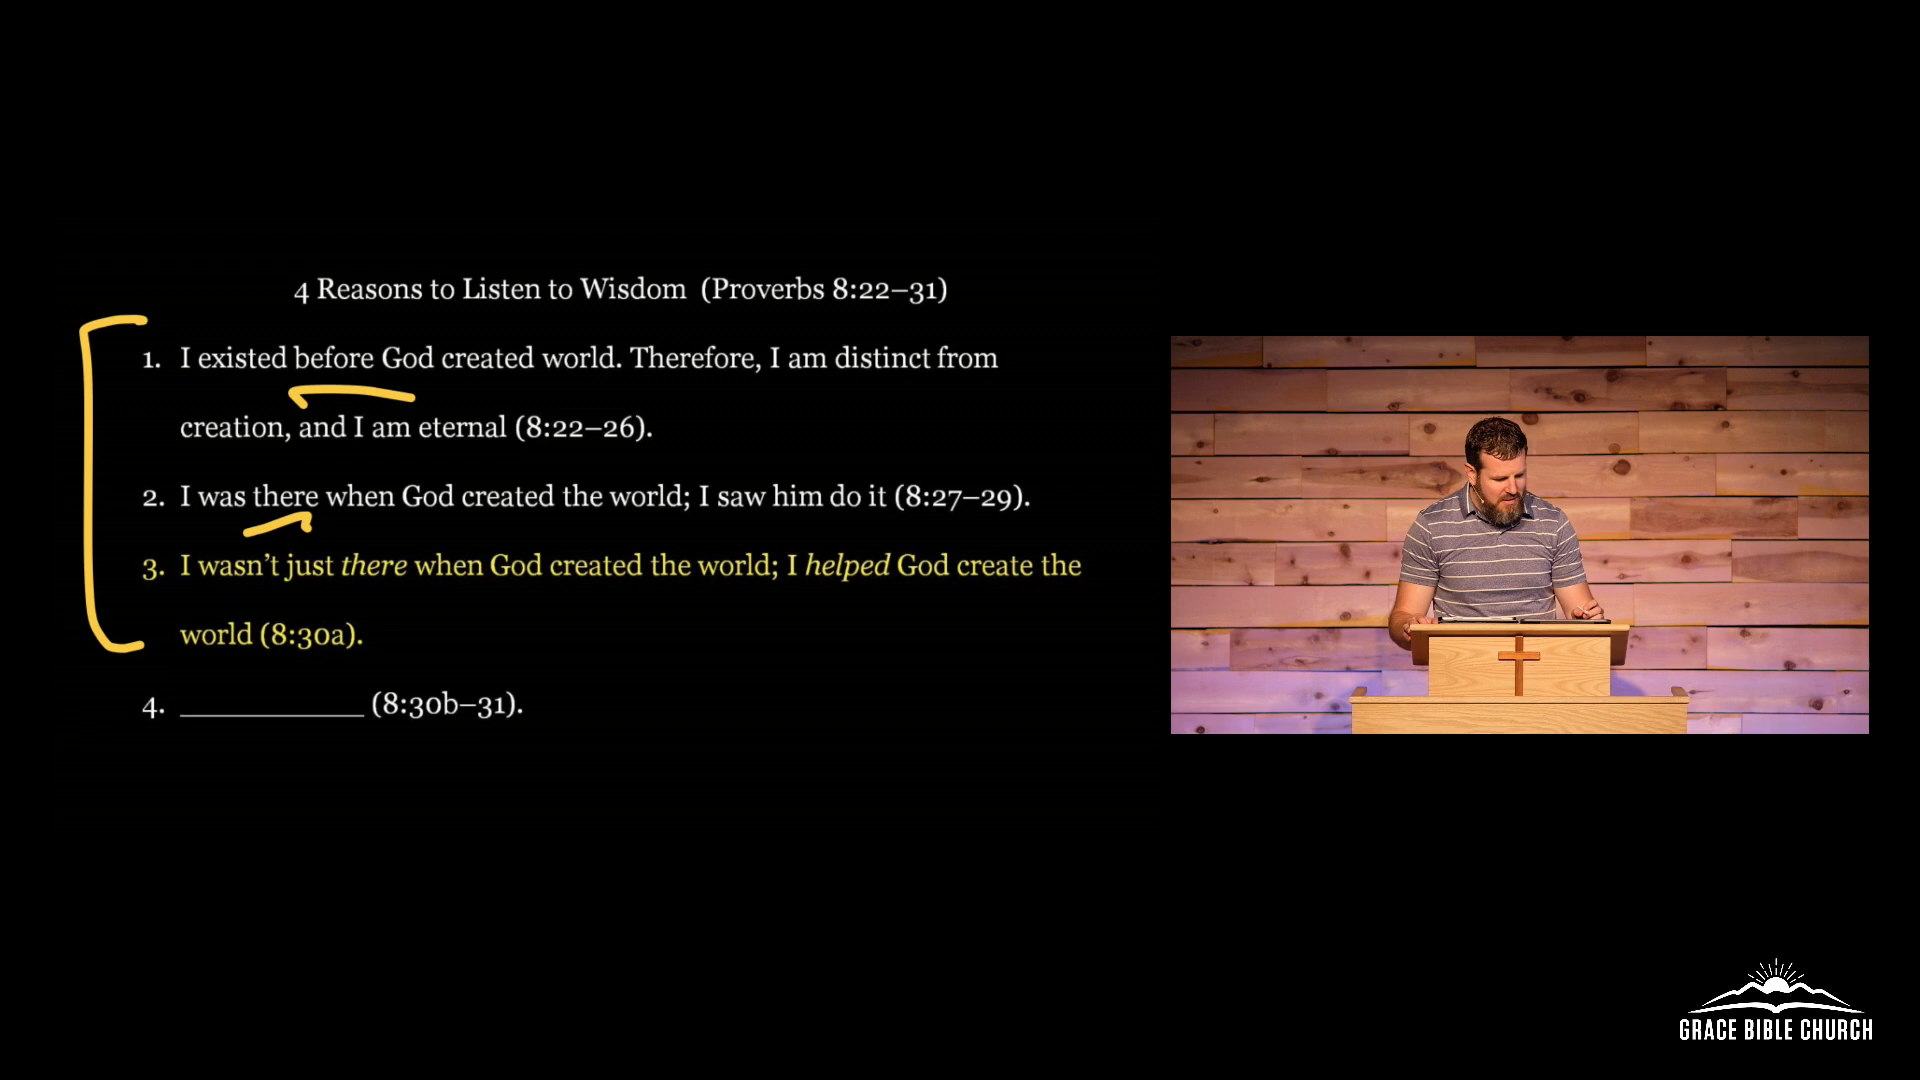 4 Reasons to Listen to Wisdom (Proverbs 8:22–31)
1. I existed before God created world. Therefore, I am distinct from
creation, and I am eternal (8:22–26).
2. I was there when God created the world; I saw him do it (8:27–29).
3. I wasn't just there when God created the world; I helped God create the
world (8:30a).
4. ____________ (8:30b–31).
GRACE BIBLE CHURCH